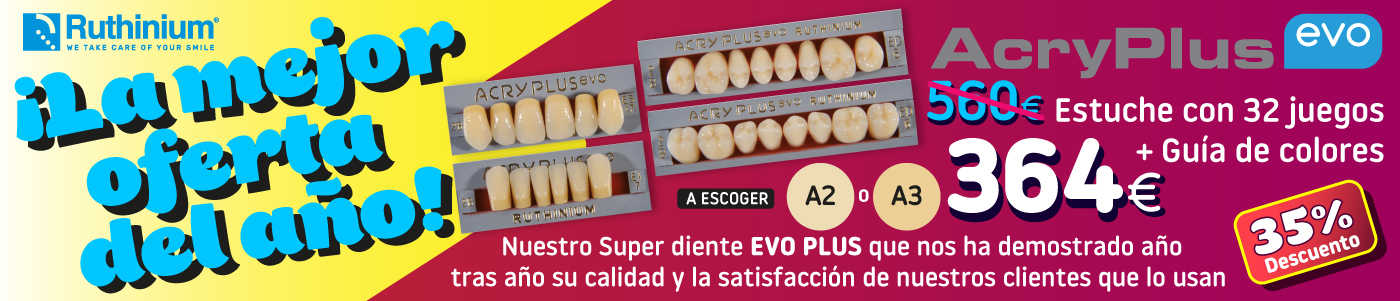 Ruthinium®
WE TAKE CARE OF YOUR SMILE
¡La mejor
oferta
del año!
ACRYPLUS evo
ACRYPLUS evo
RUTHINIUM
ACRYPLUS evo RUTHINIUM
ACRYPLUS evo RUTHINIUM
A ESCOGER
A2 o A3
AcryPlus evo
560€ Estuche con 32 juegos
+ Guía de colores
364€
35%
Descuento
Nuestro Super diente EVO PLUS que nos ha demostrado año
tras año su calidad y la satisfacción de nuestros clientes que lo usan